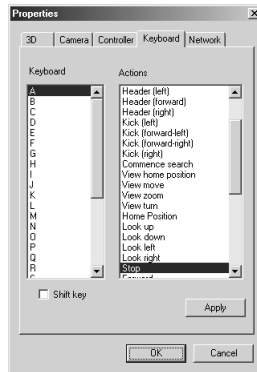 Properties
3D Camera Controller Keyboard Network
Keyboard
A
B
C
D
E
F
G
H
I
J
K
L
M
N
O
P
Q
R
Actions
Header (left)
Header (forward)
Header (right)
Kick (left)
Kick (forward-left)
Kick (forward-right)
Kick (right)
Commence search
View home position
View move
View zoom
View turn
Home Position
Look up
Look down
Look left
Look right
Stop
Forward
Shift key
Apply
OK Cancel